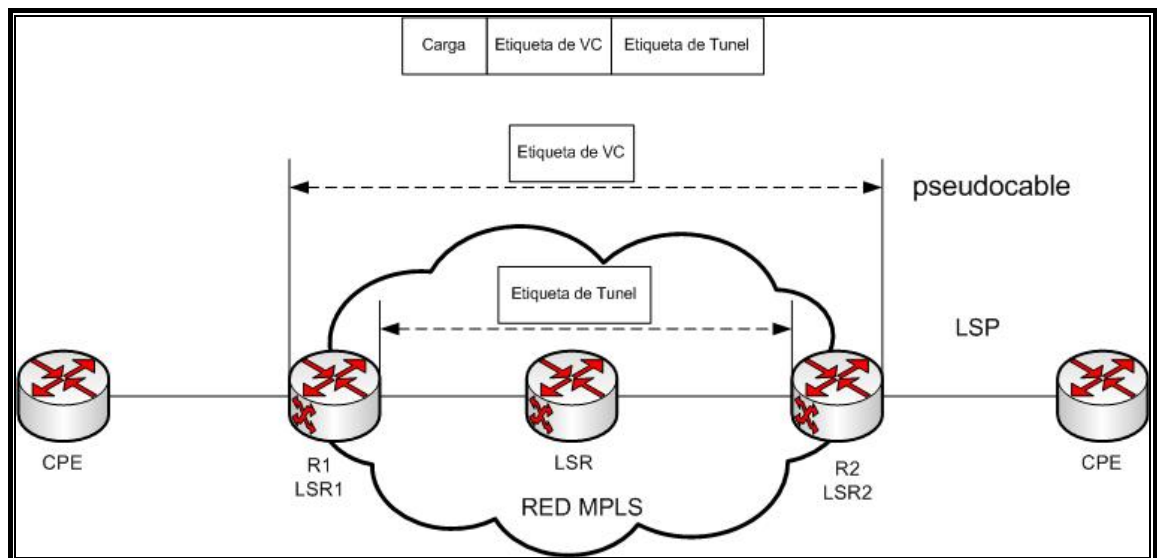 Carga
Etiqueta de VC
Etiqueta de Tunel
Etiqueta de VC
pseudocable
Etiqueta de Tunel
LSP
CPE
R1
LSR1
LSR
R2
LSR2
CPE
RED MPLS